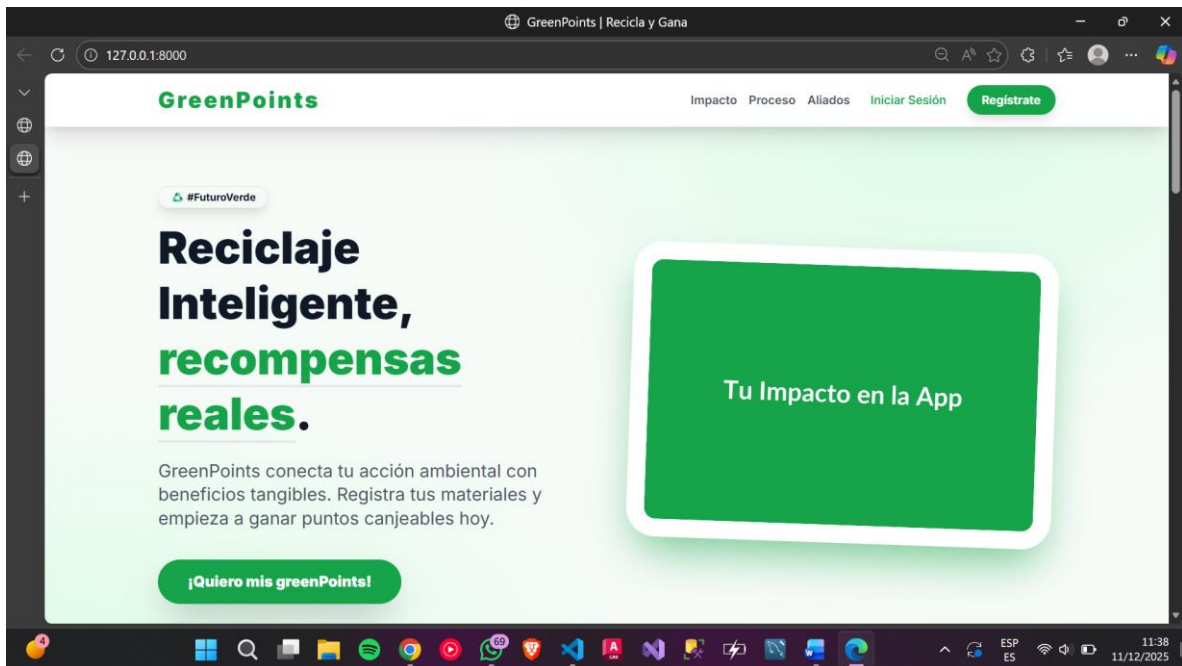 GreenPoints | Recicla y Gana
127.0.0.1:8000
GreenPoints
Impacto Proceso Aliados Iniciar Sesión Regístrate
#FuturoVerde
Reciclaje
Inteligente,
recompensas
reales.
GreenPoints conecta tu acción ambiental con
beneficios tangibles. Registra tus materiales y
empieza a ganar puntos canjeables hoy.
¡Quiero mis greenPoints!
Tu Impacto en la App
4
69
ESP
ES
11:38
11/12/2025